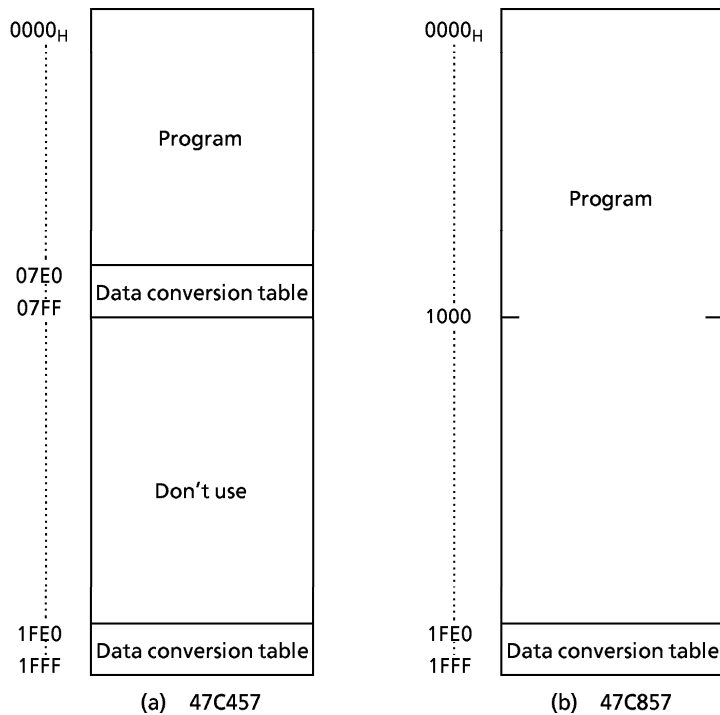 0000H
Program
07E0
07FF
Data conversion table
Don't use
1FE0
1FFF
Data conversion table
(a) 47C457
0000H
Program
1000
1FE0
1FFF
Data conversion table
(b) 47C857